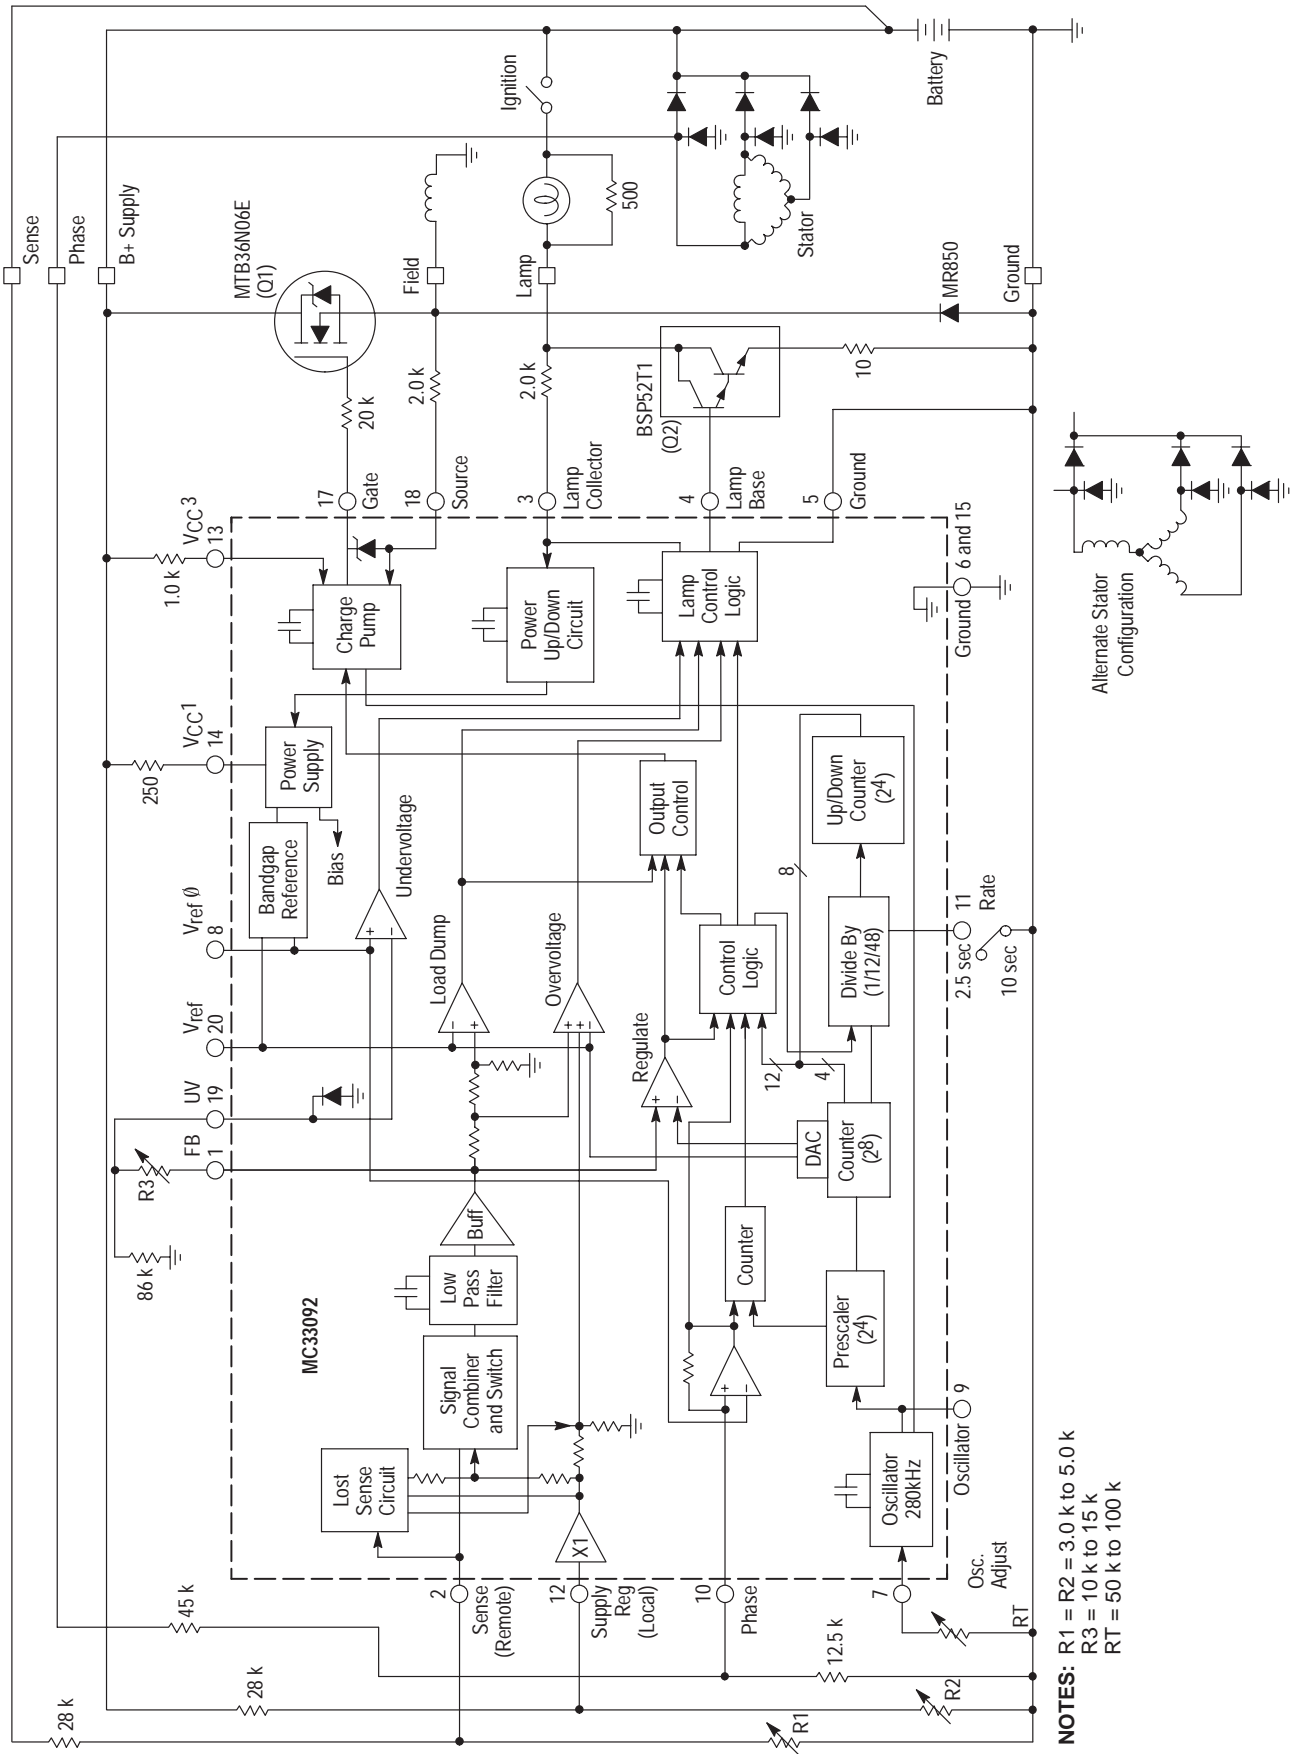 Sense
Phase
B+ Supply
28 k
28 k
45 k
86 k
R3
250
1.0 k
MTB36N06E
(Q1)
FB
1
UV
19
Vref
20
Vref Ø
8
VCC1
14
VCC3
13
20 k
17
Gate
2.0 k
18
Source
Field
Ignition
Lamp
500
2.0 k
3
Lamp
Collector
BSP52T1
(Q2)
4
Lamp
Base
5
Ground
10
MR850
Ground
Stator
Battery
MC33092
Lost
Sense
Circuit
Signal
Combiner
and Switch
Low
Pass
Filter
Buff
X1
Bandgap
Reference
Power
Supply
Bias
Undervoltage
Load Dump
Overvoltage
Regulate
Charge
Pump
Power
Up/Down
Circuit
Lamp
Control
Logic
Output
Control
Control
Logic
12
4
8
DAC
Counter
Counter
(28)
Prescaler
(24)
Divide By
(1/12/48)
Up/Down
Counter
(24)
Oscillator
280kHz
2
Sense
(Remote)
12
Supply
Reg
(Local)
10
Phase
7
Osc.
Adjust
9
Oscillator
11
Rate
2.5 sec
10 sec
6 and 15
Ground
12.5 k
R1
R2
RT
Alternate Stator
Configuration
NOTES: R1 = R2 = 3.0 k to 5.0 k
R3 = 10 k to 15 k
RT = 50 k to 100 k
+
–
–
+
+
+
–
+
–
+
–